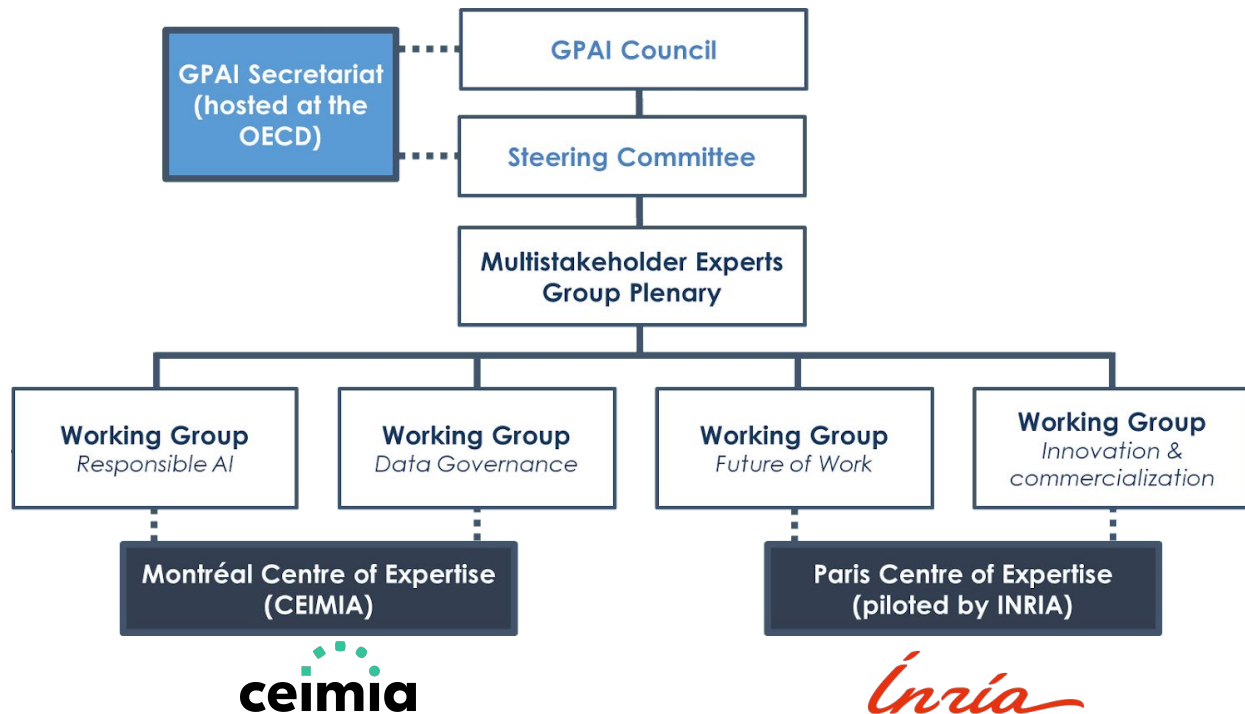 GPAI Secretariat
(hosted at the
OECD)
GPAI Council
Steering Committee
Multistakeholder Experts
Group Plenary
Working Group
Responsible AI
Working Group
Data Governance
Working Group
Future of Work
Working Group
Innovation &
commercialization
Montréal Centre of Expertise
(CEIMIA)
Paris Centre of Expertise
(piloted by INRIA)
ceimia
Inría